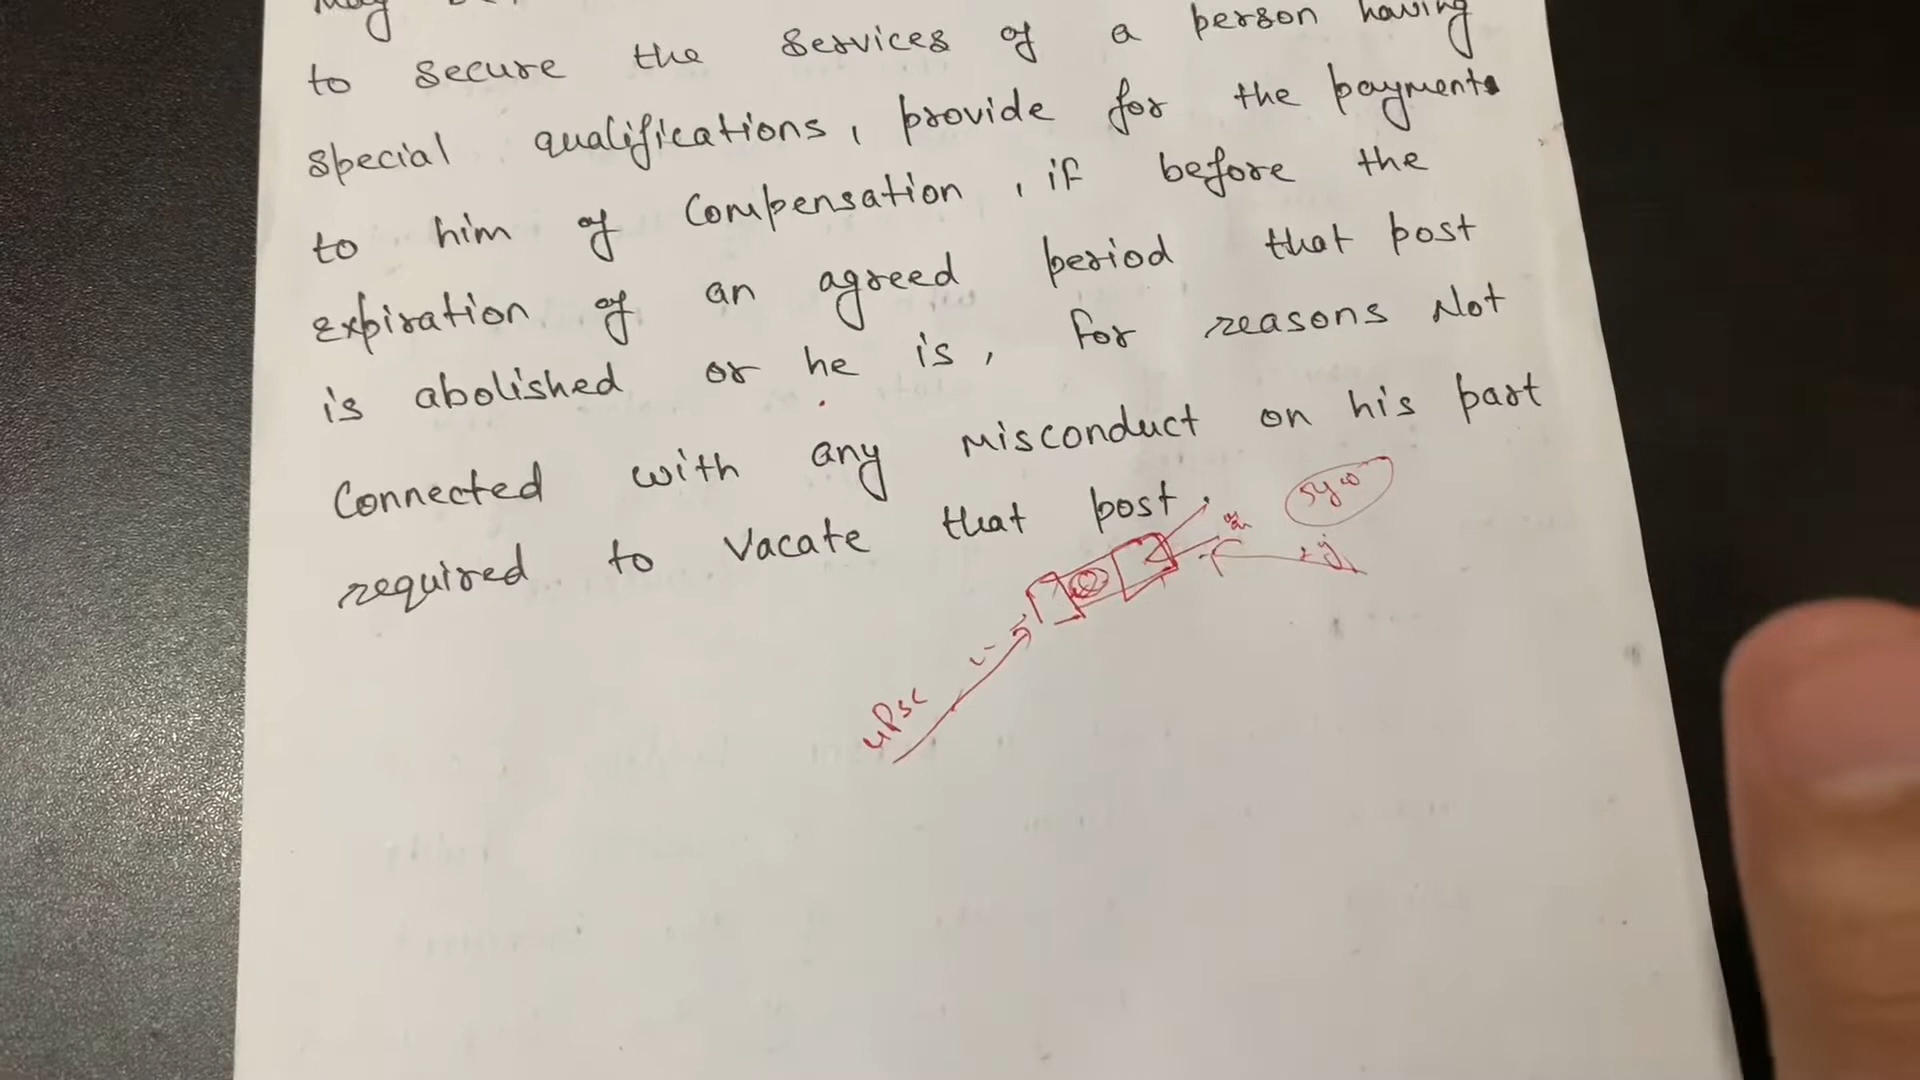 May
to secure the services of a person having
special qualifications, provide for the payments
to him of Compensation, if before the
expiration of an agreed period that post
is abolished or he is, for reasons Not
Connected with any Misconduct on his part
required to Vacate that post.
UPSC